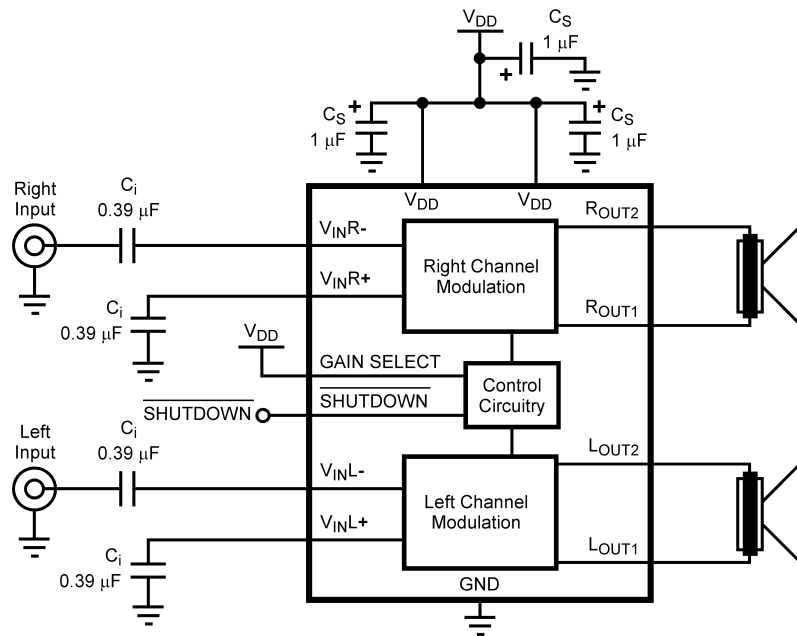 VDD
CS
1 µF
+
+
CS
1 µF
+
CS
1 µF
Right
Input
Ci
0.39 µF
VDD
VDD
ROUT2
VINR-
Right Channel
Modulation
VINR+
Ci
0.39 µF
ROUT1
VDD
GAIN SELECT
Control
Circuitry
SHUTDOWN
SHUTDOWN
Left
Input
Ci
0.39 µF
LOUT2
VINL-
Left Channel
Modulation
VINL+
Ci
0.39 µF
LOUT1
GND